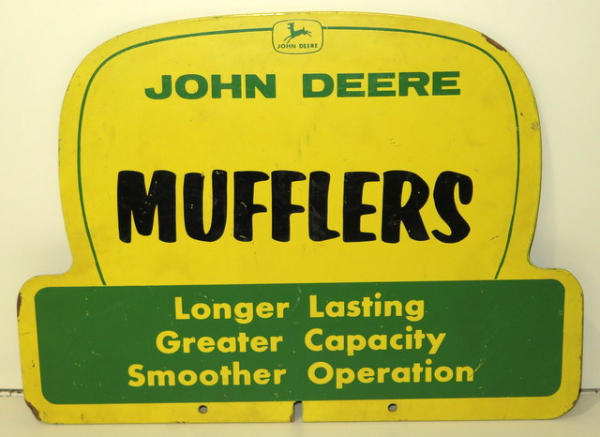 JOHN DEERE
JOHN DEERE
MUFFLERS
Longer Lasting
Greater Capacity
Smoother Operation